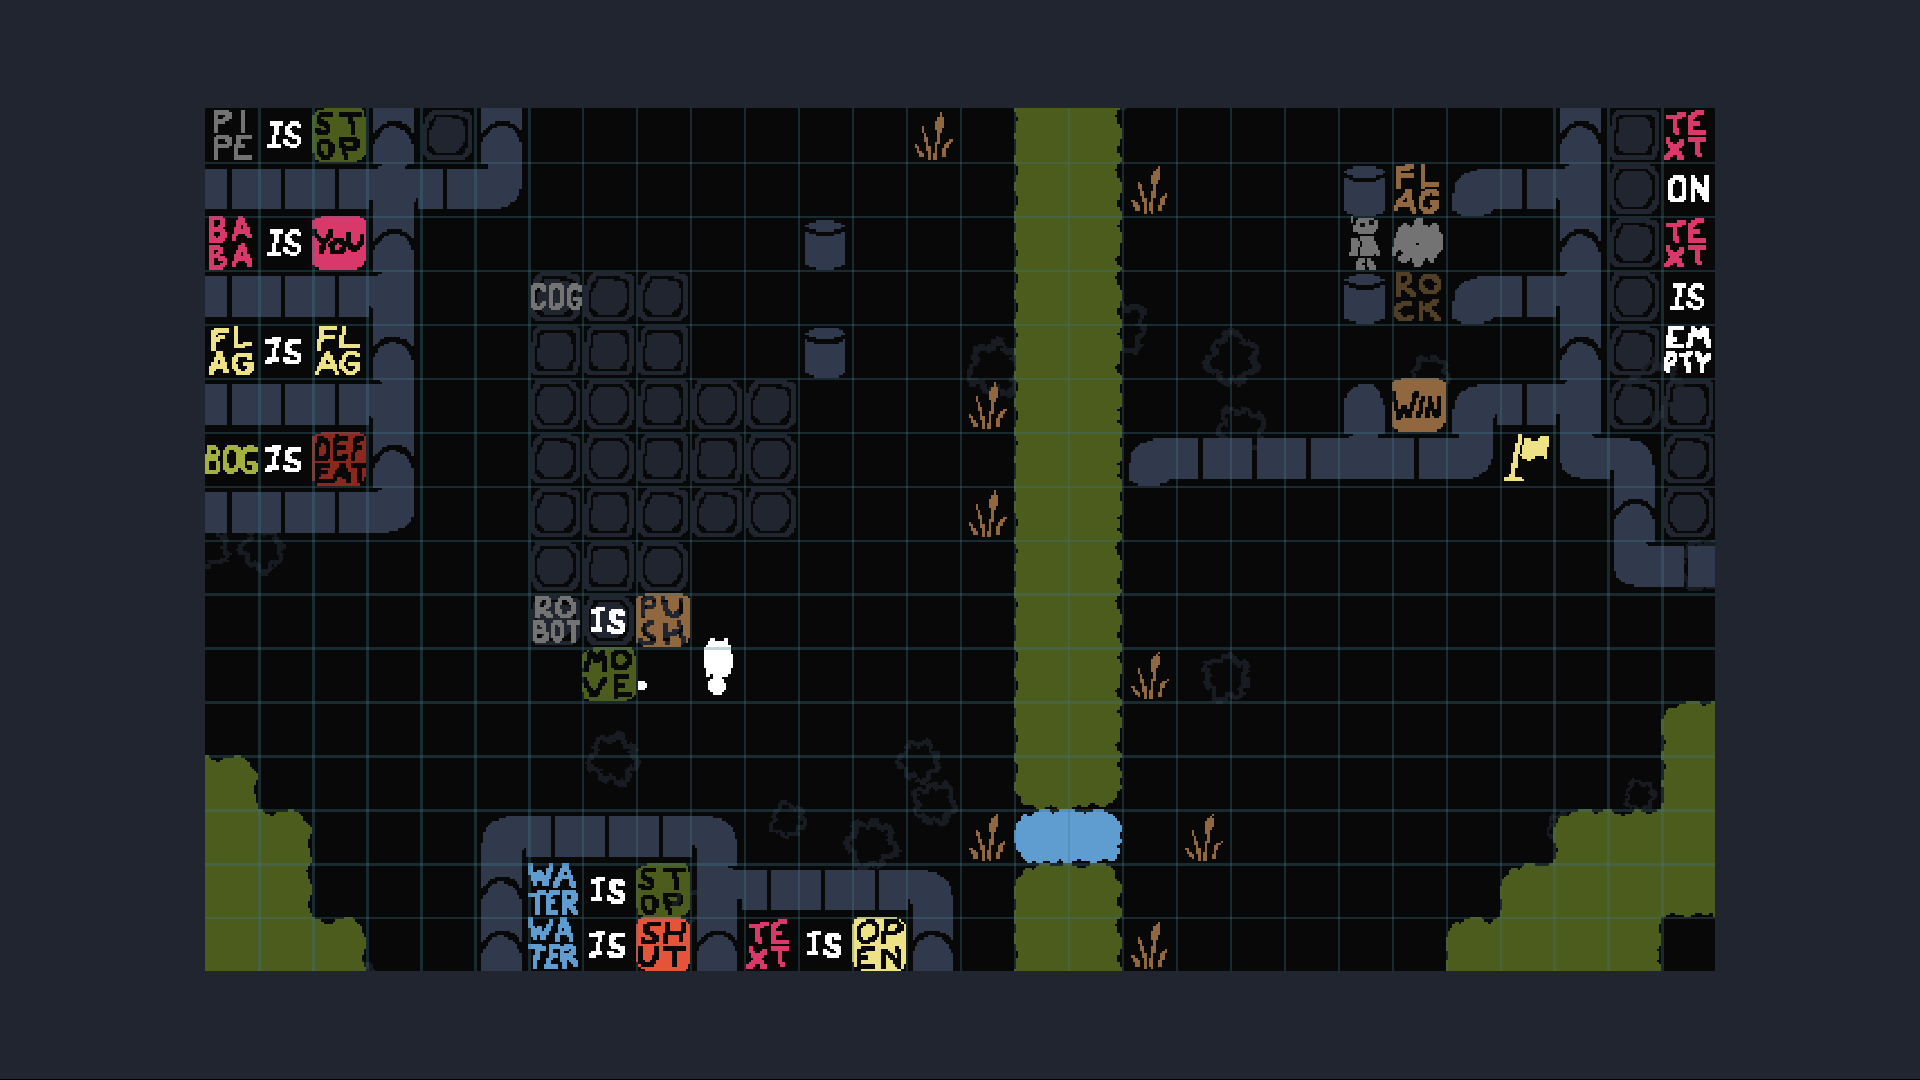 PIPE IS STOP
TEXT
FLAG
ON
BABA IS YOU
TEXT
COG
ROCK
IS
FLAG IS FLAG
EMPTY
WIN
BOG IS DEFEAT
ROBOT IS PUSH
MOVE
WATER IS STOP
WATER IS SHUT
TEXT IS OPEN